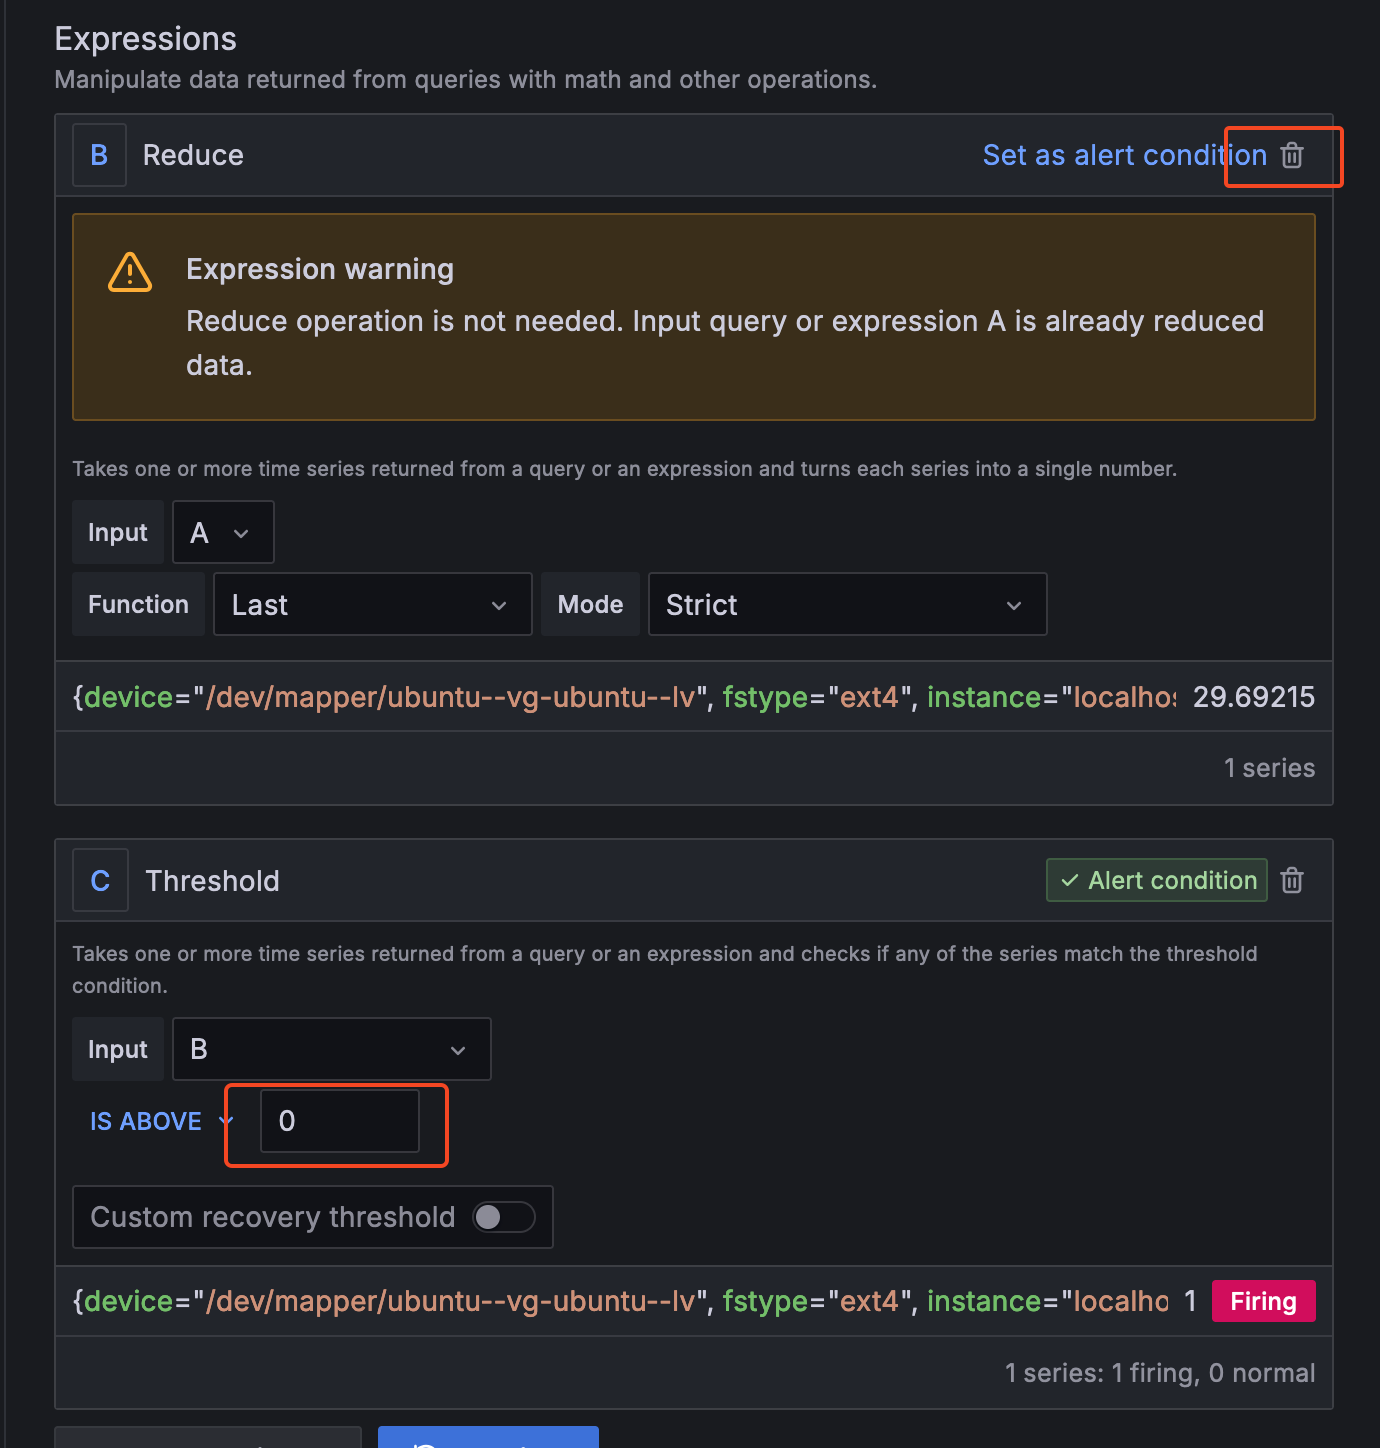 Expressions
Manipulate data returned from queries with math and other operations.
B Reduce Set as alert condition
Expression warning
Reduce operation is not needed. Input query or expression A is already reduced
data.
Takes one or more time series returned from a query or an expression and turns each series into a single number.
Input A
Function Last Mode Strict
{device="/dev/mapper/ubuntu--vg-ubuntu--lv", fstype="ext4", instance="localhos 29.69215
1 series
C Threshold Alert condition
Takes one or more time series returned from a query or an expression and checks if any of the series match the threshold
condition.
Input B
IS ABOVE 0
Custom recovery threshold
{device="/dev/mapper/ubuntu--vg-ubuntu--lv", fstype="ext4", instance="localho 1 Firing
1 series: 1 firing, 0 normal